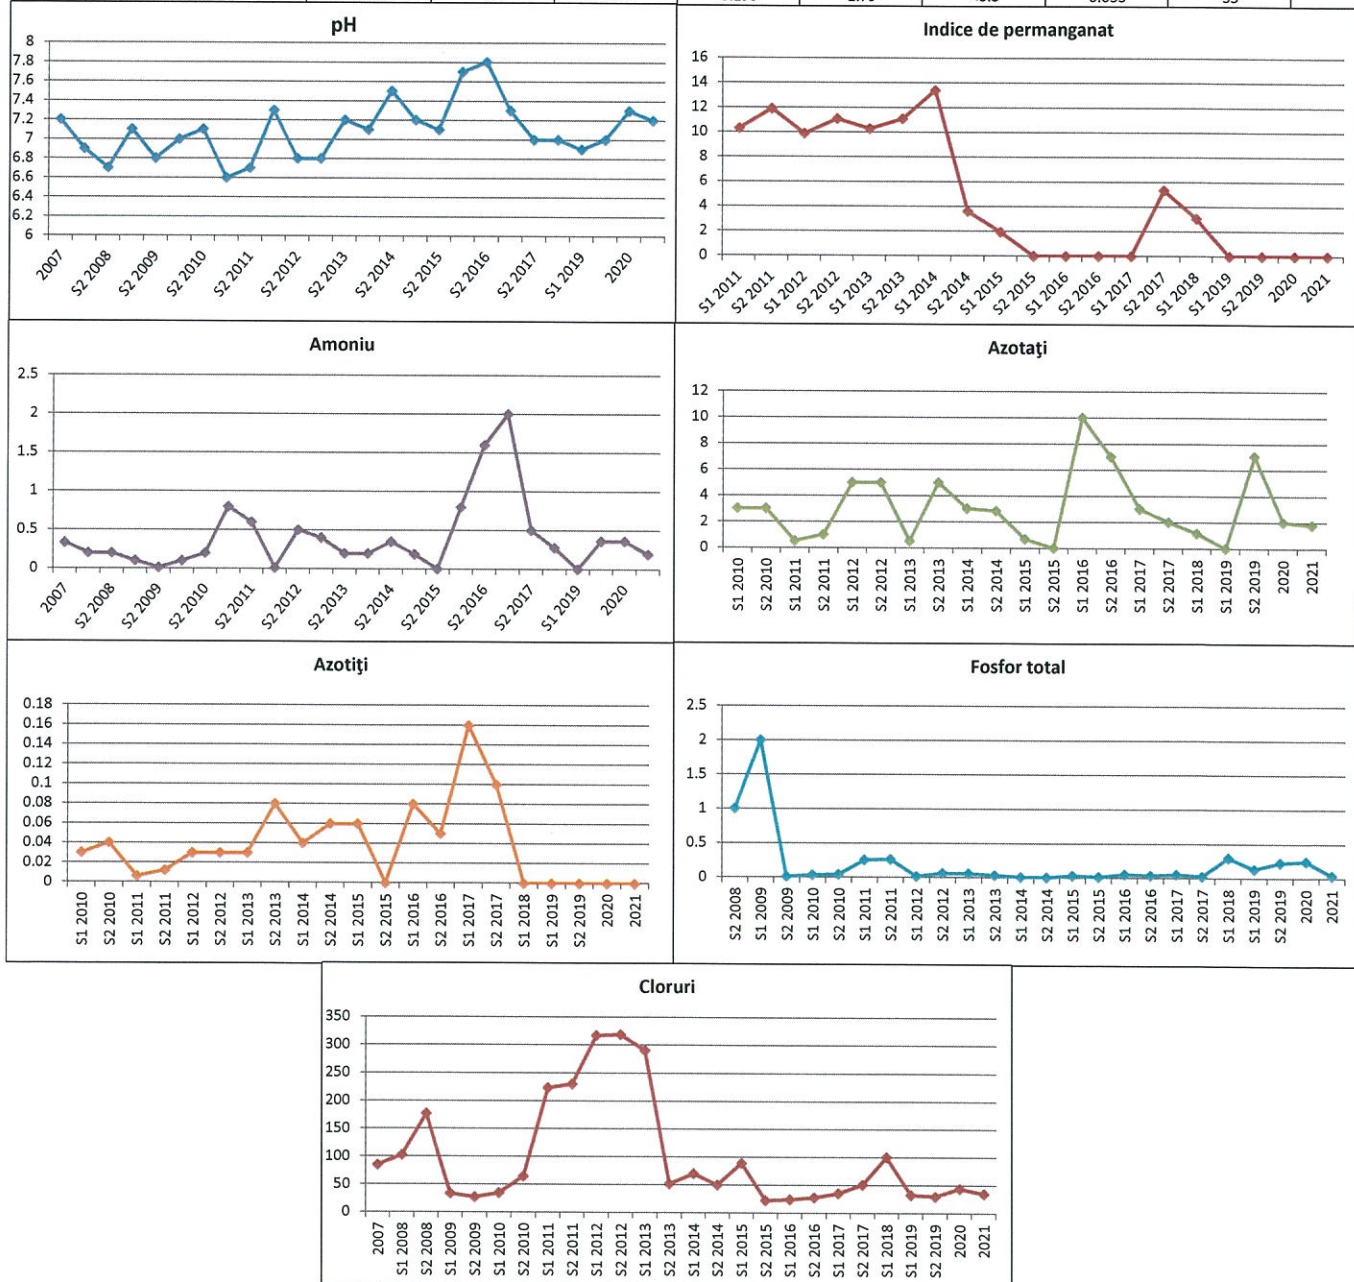 pH
8
7.8
7.6
7.4
7.2
7
6.8
6.6
6.4
6.2
6
2007
S2 2008
S2 2009
S2 2010
S2 2011
S2 2012
S2 2013
S2 2014
S2 2015
S2 2016
S2 2017
S1 2019
2020
Indice de permanganat
16
14
12
10
8
6
4
2
0
S1 2011
S2 2011
S1 2012
S2 2012
S1 2013
S2 2013
S1 2014
S2 2014
S1 2015
S2 2015
S1 2016
S2 2016
S1 2017
S2 2017
S1 2018
S1 2019
S2 2019
2020
2021
Amoniu
2.5
2
1.5
1
0.5
0
2007
S2 2008
S2 2009
S2 2010
S2 2011
S2 2012
S2 2013
S2 2014
S2 2015
S2 2016
S2 2017
S1 2019
2020
Azotaţi
12
10
8
6
4
2
0
S1 2010
S2 2010
S1 2011
S2 2011
S1 2012
S2 2012
S1 2013
S2 2013
S1 2014
S2 2014
S1 2015
S2 2015
S1 2016
S2 2016
S1 2017
S2 2017
S1 2018
S1 2019
S2 2019
2020
2021
Azotiţi
0.18
0.16
0.14
0.12
0.1
0.08
0.06
0.04
0.02
0
S1 2010
S2 2010
S1 2011
S2 2011
S1 2012
S2 2012
S1 2013
S2 2013
S1 2014
S2 2014
S1 2015
S2 2015
S1 2016
S2 2016
S1 2017
S2 2017
S1 2018
S1 2019
S2 2019
2020
2021
Fosfor total
2.5
2
1.5
1
0.5
0
S2 2008
S1 2009
S2 2009
S1 2010
S2 2010
S1 2011
S2 2011
S1 2012
S2 2012
S1 2013
S2 2013
S1 2014
S2 2014
S1 2015
S2 2015
S1 2016
S2 2016
S1 2017
S2 2017
S1 2018
S1 2019
S2 2019
2020
2021
Cloruri
350
300
250
200
150
100
50
0
2007
S1 2008
S2 2008
S1 2009
S2 2009
S1 2010
S2 2010
S1 2011
S2 2011
S1 2012
S2 2012
S1 2013
S2 2013
S1 2014
S2 2014
S1 2015
S2 2015
S1 2016
S2 2016
S1 2017
S2 2017
S1 2018
S1 2019
S2 2019
2020
2021